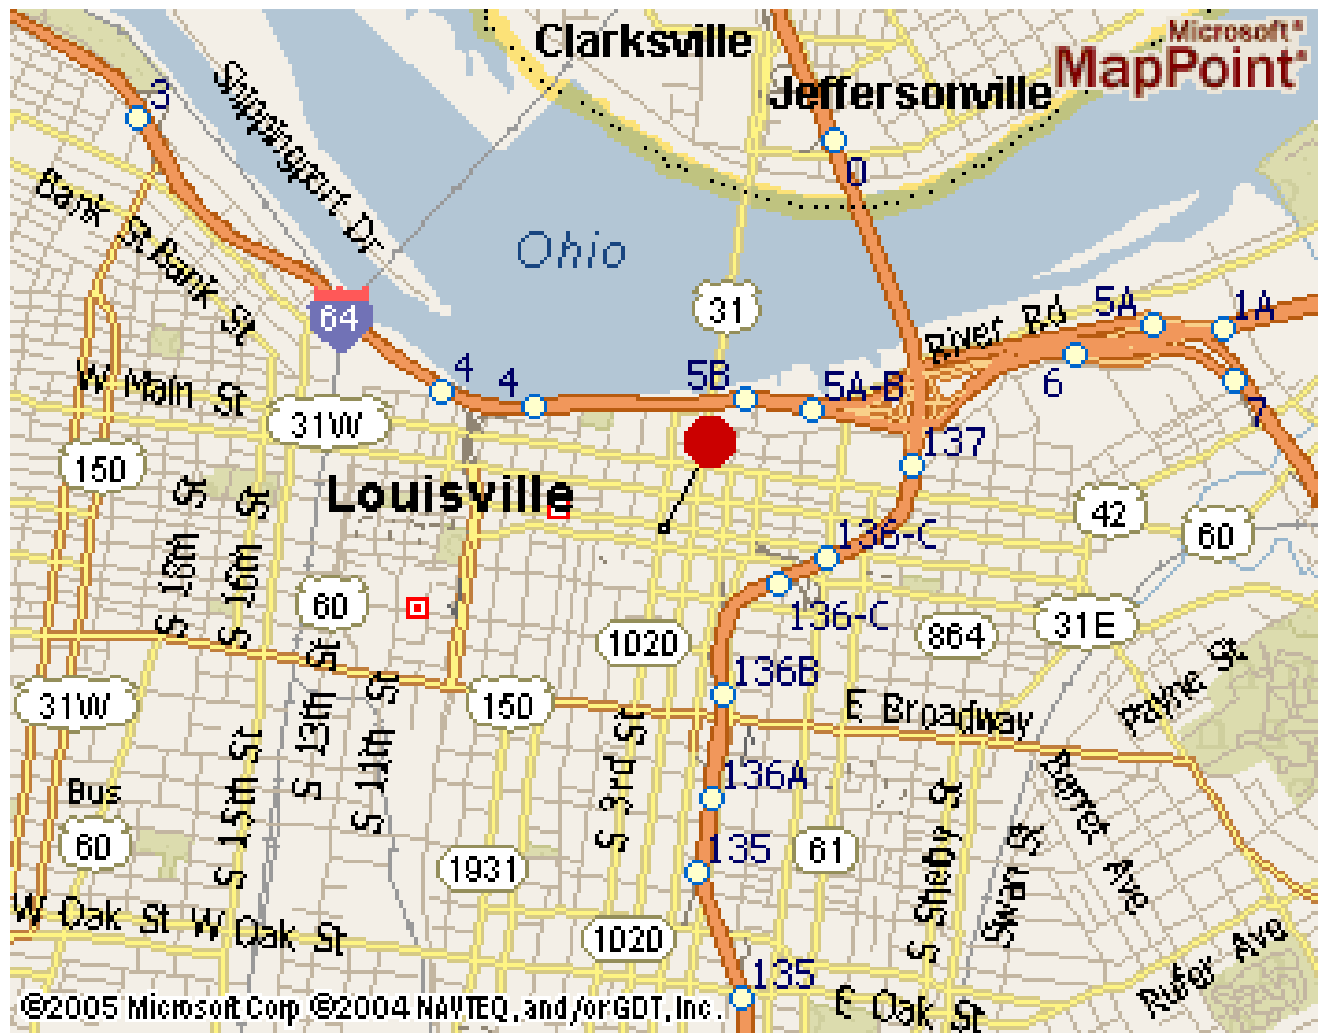 Clarksville
Microsoft®
MapPoint®
Jeffersonville
3
Shippingport Dr
0
Bank St
Bank St
Ohio
31
5A
1A
River Rd
64
4
4
5B
5A-B
6
7
W Main St
31W
137
150
Louisville
S 16th St
S 16th St
42
60
136-C
60
136-C
1020
864
31E
Payne St
136B
31W
150
E Broadway
S 13th St
S 11th St
S 3rd St
136A
Bus
60
S 15th St
Barret Ave
S Shelby St
Swan St
1931
135
61
W Oak St
W Oak St
1020
Rufer Ave
135
E Oak St
©2005 Microsoft Corp ©2004 NAVTEQ, and/or GDT, Inc.